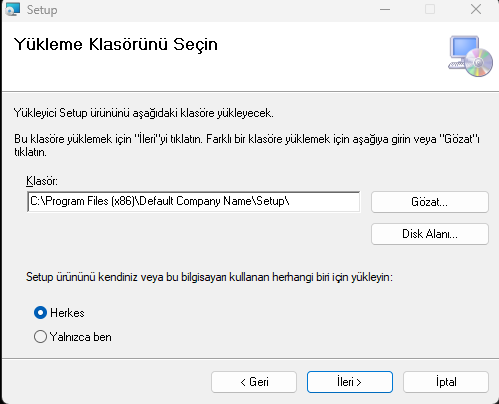 Setup
Yükleme Klasörünü Seçin
Yükleyici Setup ürününü aşağıdaki klasöre yükleyecek.
Bu klasöre yüklemek için "İleri"yi tıklatın. Farklı bir klasöre yüklemek için aşağıya girin veya "Gözat"ı
tıklatın.
Klasör:
C:\Program Files (x86)\Default Company Name\Setup\
Gözat...
Disk Alanı...
Setup ürününü kendiniz veya bu bilgisayarı kullanan herhangi biri için yükleyin:
Herkes
Yalnızca ben
< Geri
İleri >
İptal